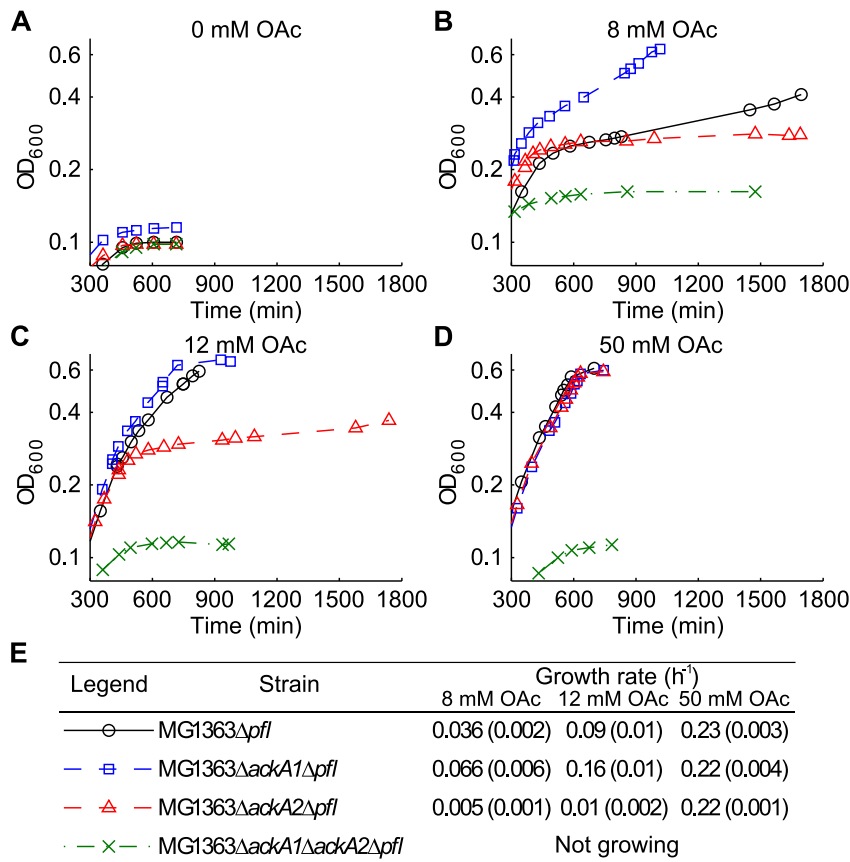 A
0 mM OAc
0.6
0.4
0.2
0.1
OD600
300 600 900 1200 1500 1800
Time (min)
B
8 mM OAc
0.6
0.4
0.2
0.1
OD600
300 600 900 1200 1500 1800
Time (min)
C
12 mM OAc
0.6
0.4
0.2
0.1
OD600
300 600 900 1200 1500 1800
Time (min)
D
50 mM OAc
0.6
0.4
0.2
0.1
OD600
300 600 900 1200 1500 1800
Time (min)
E
Legend Strain Growth rate (h-1)
8 mM OAc 12 mM OAc 50 mM OAc
MG1363Δpfl 0.036 (0.002) 0.09 (0.01) 0.23 (0.003)
MG1363ΔackA1Δpfl 0.066 (0.006) 0.16 (0.01) 0.22 (0.004)
MG1363ΔackA2Δpfl 0.005 (0.001) 0.01 (0.002) 0.22 (0.001)
MG1363ΔackA1ΔackA2Δpfl Not growing